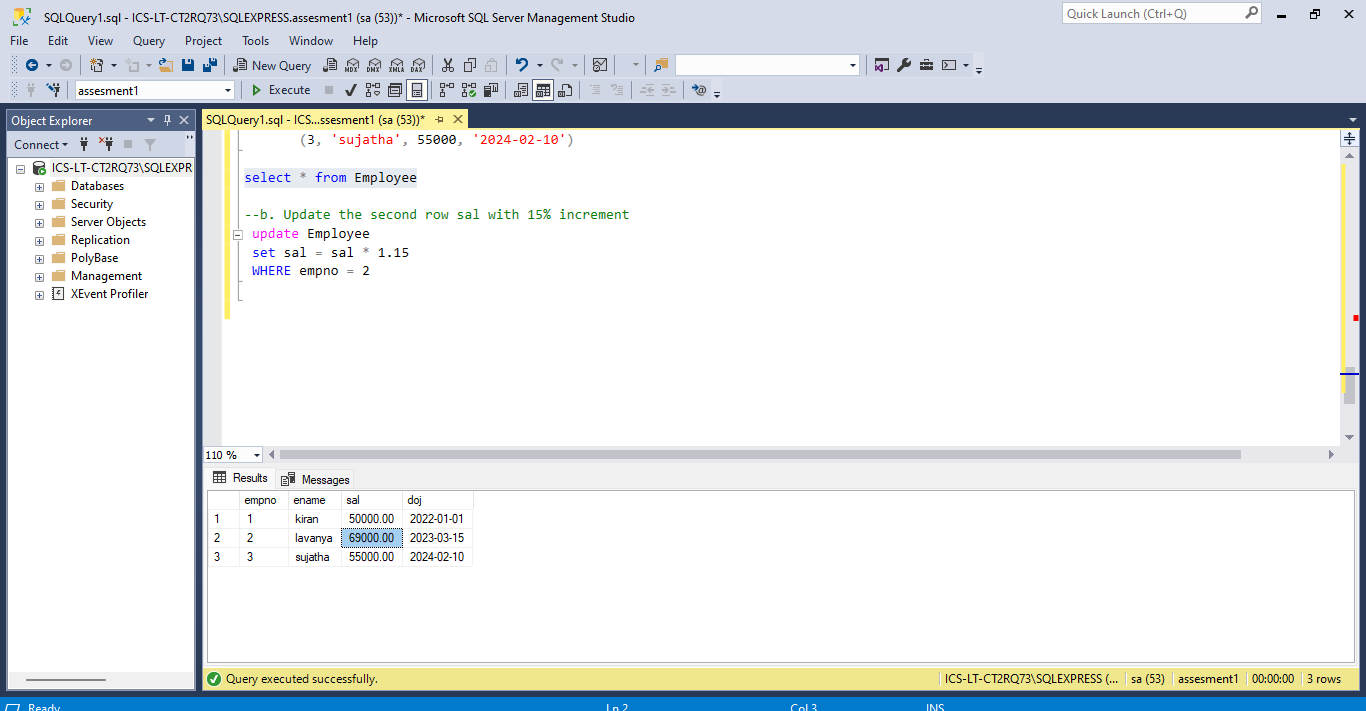 SQLQuery1.sql - ICS-LT-CT2RQ73\SQLEXPRESS.assesment1 (sa (53))* - Microsoft SQL Server Management Studio
Quick Launch (Ctrl+Q)
File Edit View Query Project Tools Window Help
New Query MDX DMX XMLA DAX
assesment1 Execute
Object Explorer
SQLQuery1.sql - ICS...ssesment1 (sa (53))*
Connect
ICS-LT-CT2RQ73\SQLEXPR
Databases
Security
Server Objects
Replication
PolyBase
Management
XEvent Profiler
(3, 'sujatha', 55000, '2024-02-10')
select * from Employee
--b. Update the second row sal with 15% increment
update Employee
set sal = sal * 1.15
WHERE empno = 2
110 %
Results Messages
empno ename sal doj
1 1 kiran 50000.00 2022-01-01
2 2 lavanya 69000.00 2023-03-15
3 3 sujatha 55000.00 2024-02-10
Query executed successfully. ICS-LT-CT2RQ73\SQLEXPRESS (... sa (53) assesment1 00:00:00 3 rows
Ready Ln 2 Col 3 INS